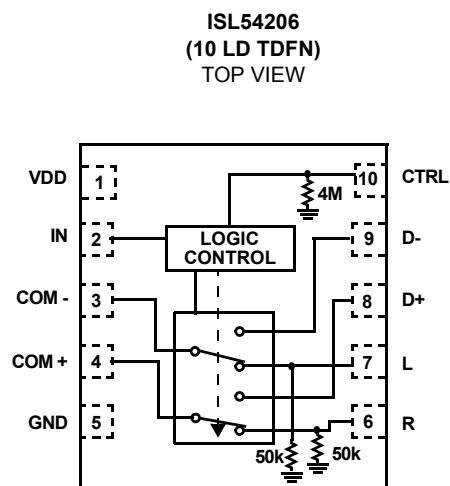 ISL54206
(10 LD TDFN)
TOP VIEW
VDD 1
10 CTRL
4M
IN 2
LOGIC
CONTROL
9 D-
COM - 3
8 D+
COM + 4
7 L
GND 5
6 R
50k
50k